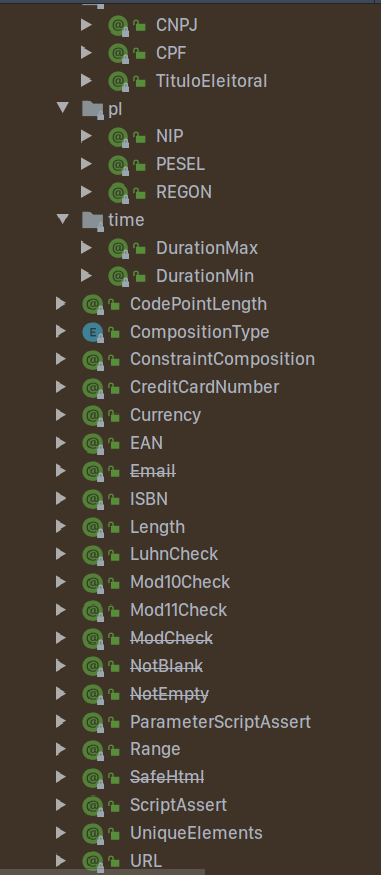 CNPJ
CPF
TituloEleitoral
pl
NIP
PESEL
REGON
time
DurationMax
DurationMin
CodePointLength
CompositionType
ConstraintComposition
CreditCardNumber
Currency
EAN
Email
ISBN
Length
LuhnCheck
Mod10Check
Mod11Check
ModCheck
NotBlank
NotEmpty
ParameterScriptAssert
Range
SafeHtml
ScriptAssert
UniqueElements
URL